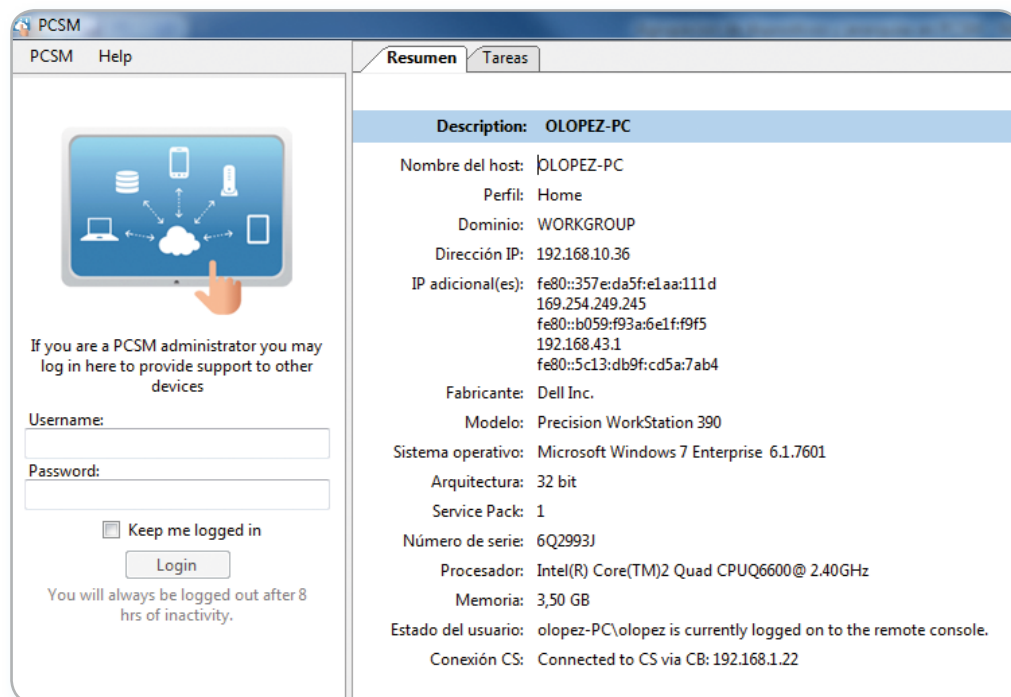 PCSM
PCSM Help
If you are a PCSM administrator you may
log in here to provide support to other
devices
Username:
Password:
Keep me logged in
Login
You will always be logged out after 8
hrs of inactivity.
Resumen Tareas
Description: OLOPEZ-PC
Nombre del host: OLOPEZ-PC
Perfil: Home
Dominio: WORKGROUP
Dirección IP: 192.168.10.36
IP adicional(es): fe80::357e:da5f:e1aa:111d
169.254.249.245
fe80::b059:f93a:6e1f:f9f5
192.168.43.1
fe80::5c13:db9f:cd5a:7ab4
Fabricante: Dell Inc.
Modelo: Precision WorkStation 390
Sistema operativo: Microsoft Windows 7 Enterprise 6.1.7601
Arquitectura: 32 bit
Service Pack: 1
Número de serie: 6Q2993J
Procesador: Intel(R) Core(TM)2 Quad CPUQ6600@ 2.40GHz
Memoria: 3,50 GB
Estado del usuario: olopez-PC\olopez is currently logged on to the remote console.
Conexión CS: Connected to CS via CB: 192.168.1.22